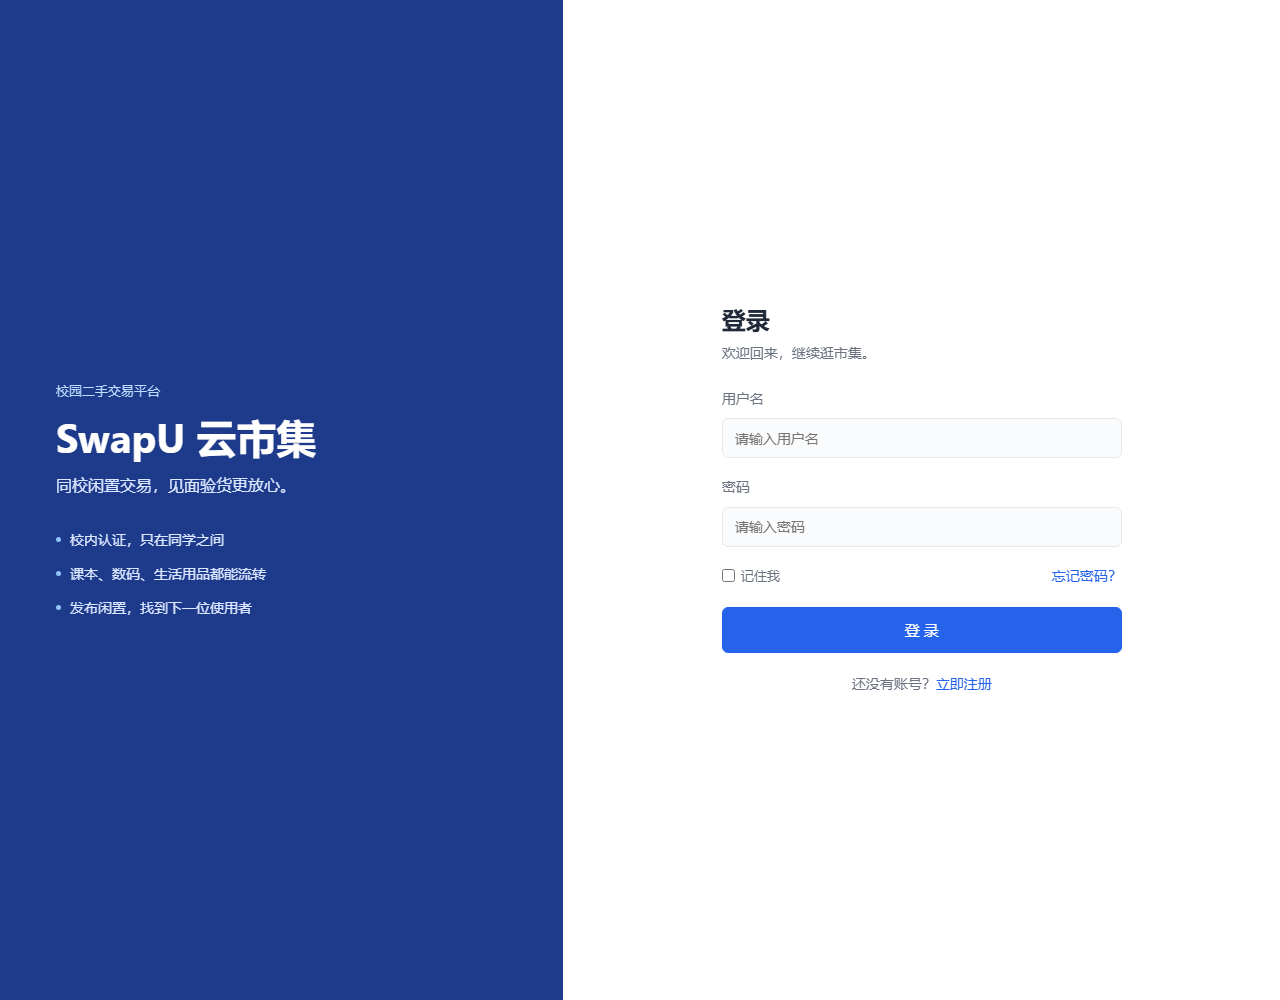 校园二手交易平台
SwapU 云市集
同校闲置交易，见面验货更放心。
校内认证，只在同学之间
课本、数码、生活用品都能流转
发布闲置，找到下一位使用者
登录
欢迎回来，继续逛市集。
用户名
请输入用户名
密码
请输入密码
记住我 忘记密码？
登 录
还没有账号？立即注册